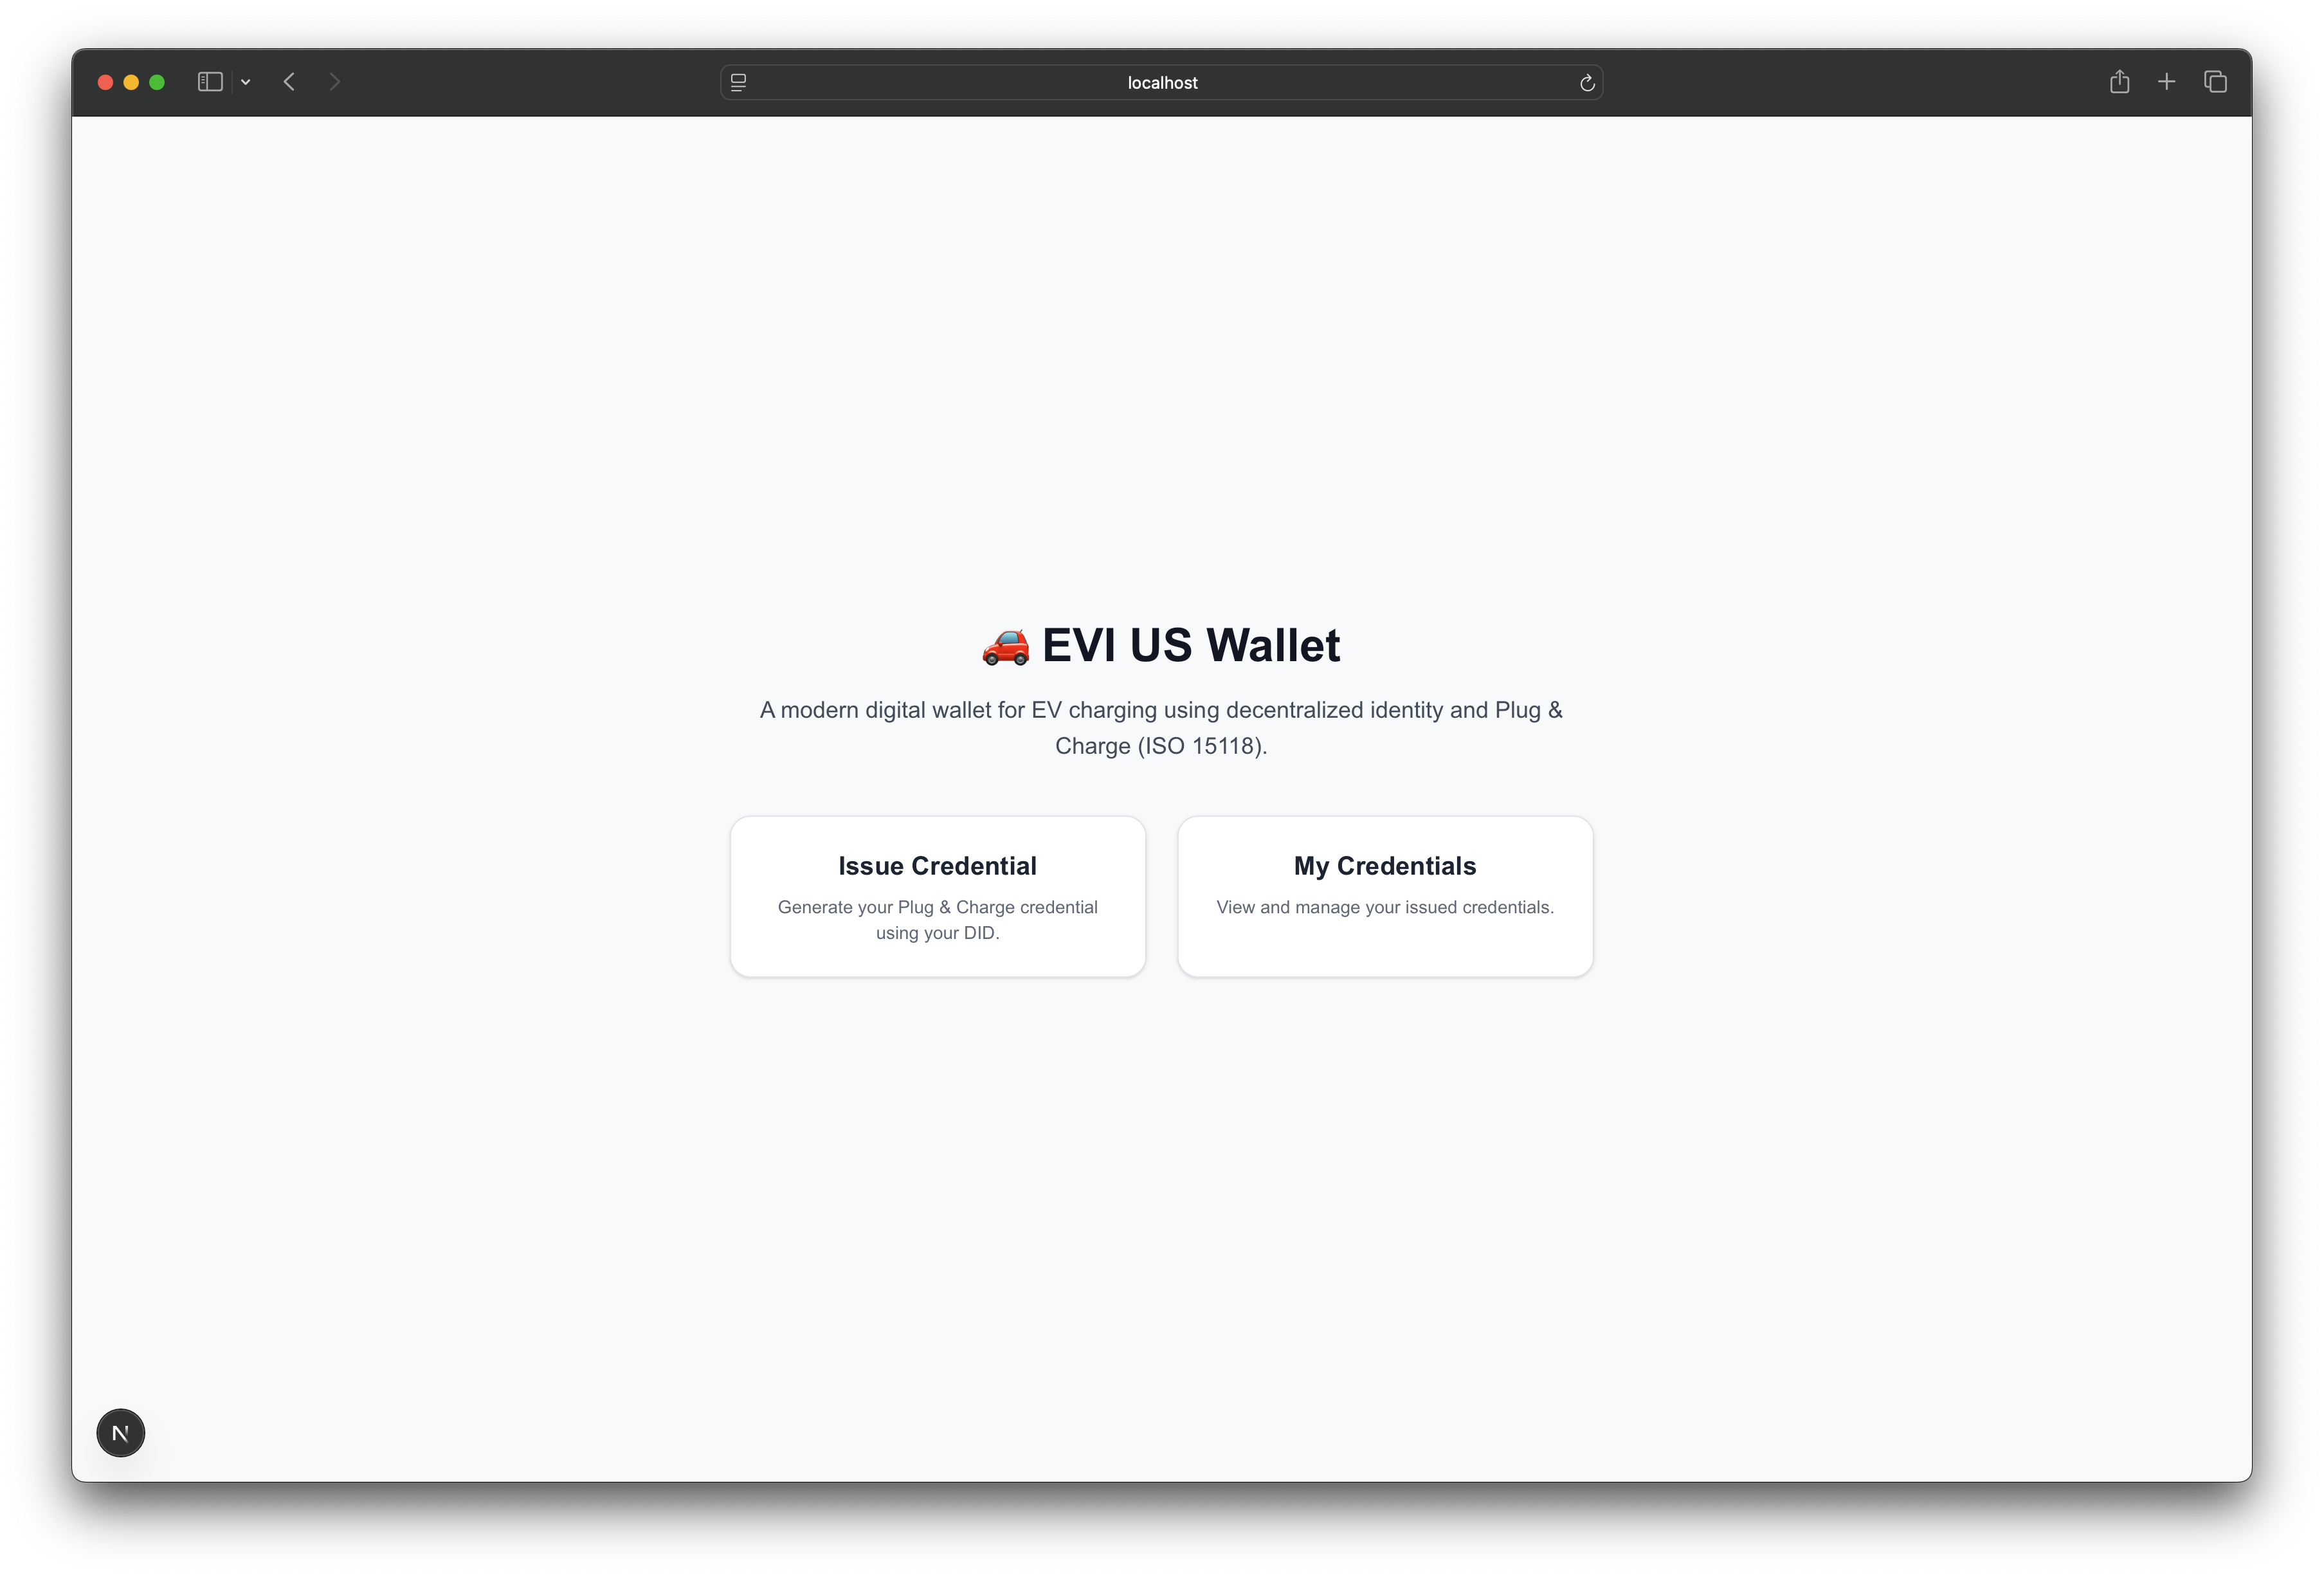 localhost
🚗 EVI US Wallet
A modern digital wallet for EV charging using decentralized identity and Plug &
Charge (ISO 15118).
Issue Credential
Generate your Plug & Charge credential
using your DID.
My Credentials
View and manage your issued credentials.
N